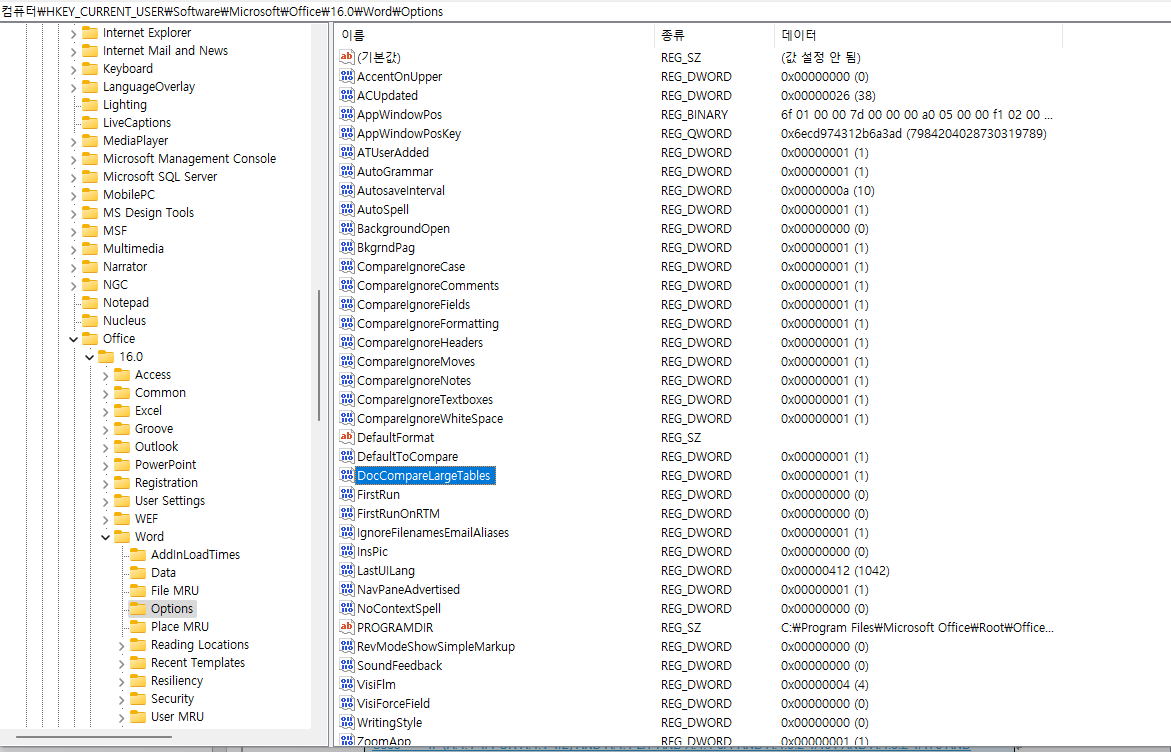 컴퓨터₩HKEY_CURRENT_USER₩Software₩Microsoft₩Office₩16.0₩Word₩Options
Internet Explorer
Internet Mail and News
Keyboard
LanguageOverlay
Lighting
LiveCaptions
MediaPlayer
Microsoft Management Console
Microsoft SQL Server
MobilePC
MS Design Tools
MSF
Multimedia
Narrator
NGC
Notepad
Nucleus
Office
16.0
Access
Common
Excel
Groove
Outlook
PowerPoint
Registration
User Settings
WEF
Word
AddInLoadTimes
Data
File MRU
Options
Place MRU
Reading Locations
Recent Templates
Resiliency
Security
User MRU
이름 종류 데이터
(기본값) REG_SZ (값 설정 안 됨)
AccentOnUpper REG_DWORD 0x00000000 (0)
ACUpdated REG_DWORD 0x00000026 (38)
AppWindowPos REG_BINARY 6f 01 00 00 7d 00 00 00 a0 05 00 00 f1 02 00 ...
AppWindowPosKey REG_QWORD 0x6ecd974312b6a3ad (7984204028730319789)
ATUserAdded REG_DWORD 0x00000001 (1)
AutoGrammar REG_DWORD 0x00000001 (1)
AutosaveInterval REG_DWORD 0x0000000a (10)
AutoSpell REG_DWORD 0x00000001 (1)
BackgroundOpen REG_DWORD 0x00000000 (0)
BkgrndPag REG_DWORD 0x00000001 (1)
CompareIgnoreCase REG_DWORD 0x00000001 (1)
CompareIgnoreComments REG_DWORD 0x00000001 (1)
CompareIgnoreFields REG_DWORD 0x00000001 (1)
CompareIgnoreFormatting REG_DWORD 0x00000001 (1)
CompareIgnoreHeaders REG_DWORD 0x00000001 (1)
CompareIgnoreMoves REG_DWORD 0x00000001 (1)
CompareIgnoreNotes REG_DWORD 0x00000001 (1)
CompareIgnoreTextboxes REG_DWORD 0x00000001 (1)
CompareIgnoreWhiteSpace REG_DWORD 0x00000001 (1)
DefaultFormat REG_SZ
DefaultToCompare REG_DWORD 0x00000001 (1)
DocCompareLargeTables REG_DWORD 0x00000001 (1)
FirstRun REG_DWORD 0x00000000 (0)
FirstRunOnRTM REG_DWORD 0x00000000 (0)
IgnoreFilenamesEmailAliases REG_DWORD 0x00000001 (1)
InsPic REG_DWORD 0x00000000 (0)
LastUILang REG_DWORD 0x00000412 (1042)
NavPaneAdvertised REG_DWORD 0x00000001 (1)
NoContextSpell REG_DWORD 0x00000000 (0)
PROGRAMDIR REG_SZ C:₩Program Files₩Microsoft Office₩Root₩Office...
RevModeShowSimpleMarkup REG_DWORD 0x00000000 (0)
SoundFeedback REG_DWORD 0x00000000 (0)
VisiFlm REG_DWORD 0x00000004 (4)
VisiForceField REG_DWORD 0x00000000 (0)
WritingStyle REG_DWORD 0x00000000 (0)
ZoomApp REG_DWORD 0x00000001 (1)